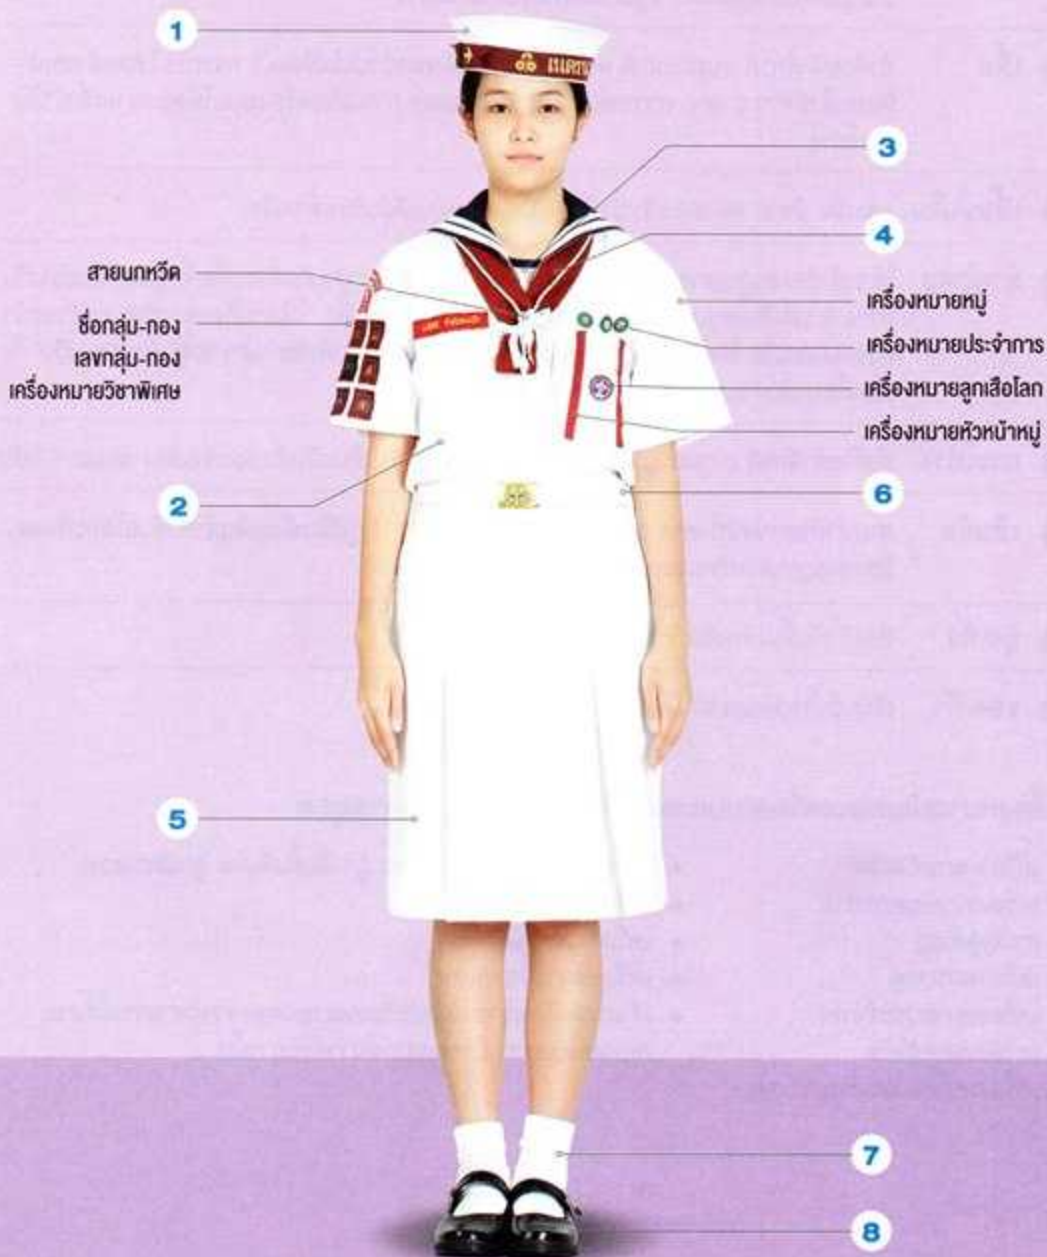 1
3
4
สายนกหวีด
เครื่องหมายหมู่
ชื่อกลุ่ม-กอง
เครื่องหมายประจำการ
เลขกลุ่ม-กอง
เครื่องหมายลูกเสือโลก
เครื่องหมายวิชาพิเศษ
เครื่องหมายหัวหน้าหมู่
2
6
5
7
8